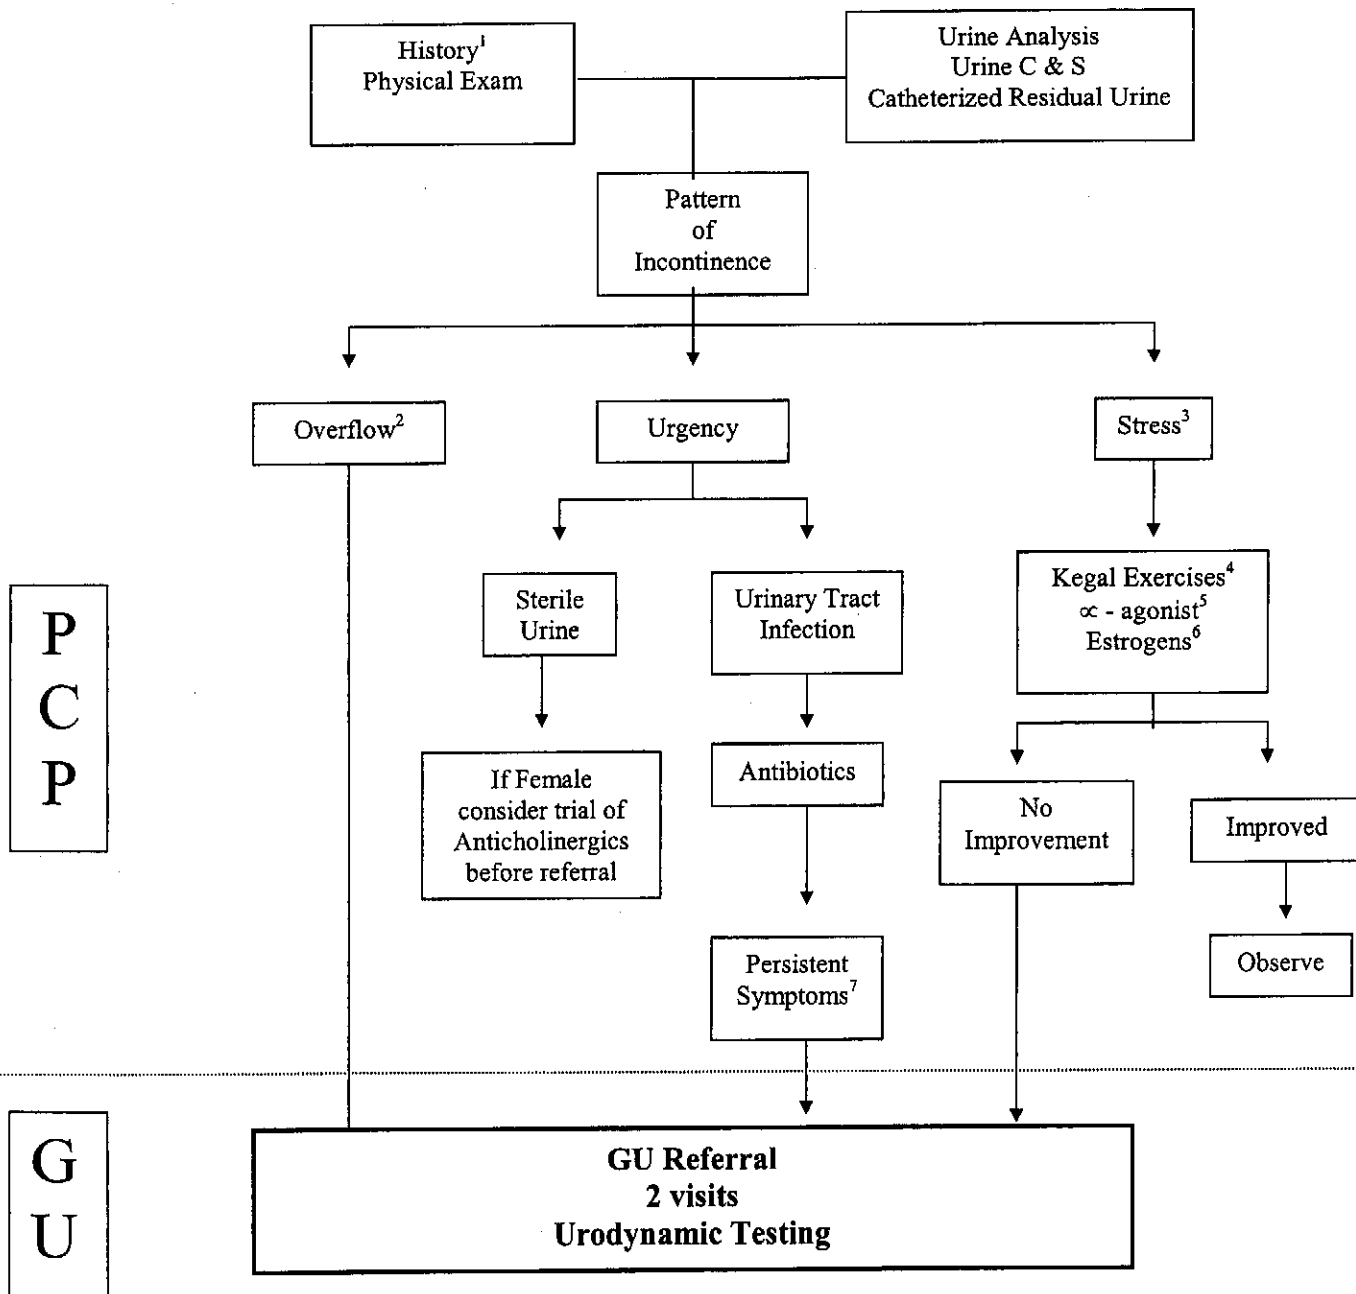 History¹
Physical Exam
Urine Analysis
Urine C & S
Catheterized Residual Urine
Pattern
of
Incontinence
Overflow²
Urgency
Stress³
Sterile
Urine
Urinary Tract
Infection
Kegal Exercises⁴
∝ - agonist⁵
Estrogens⁶
P
C
P
If Female
consider trial of
Anticholinergics
before referral
Antibiotics
No
Improvement
Improved
Persistent
Symptoms⁷
Observe
G
U
GU Referral
2 visits
Urodynamic Testing